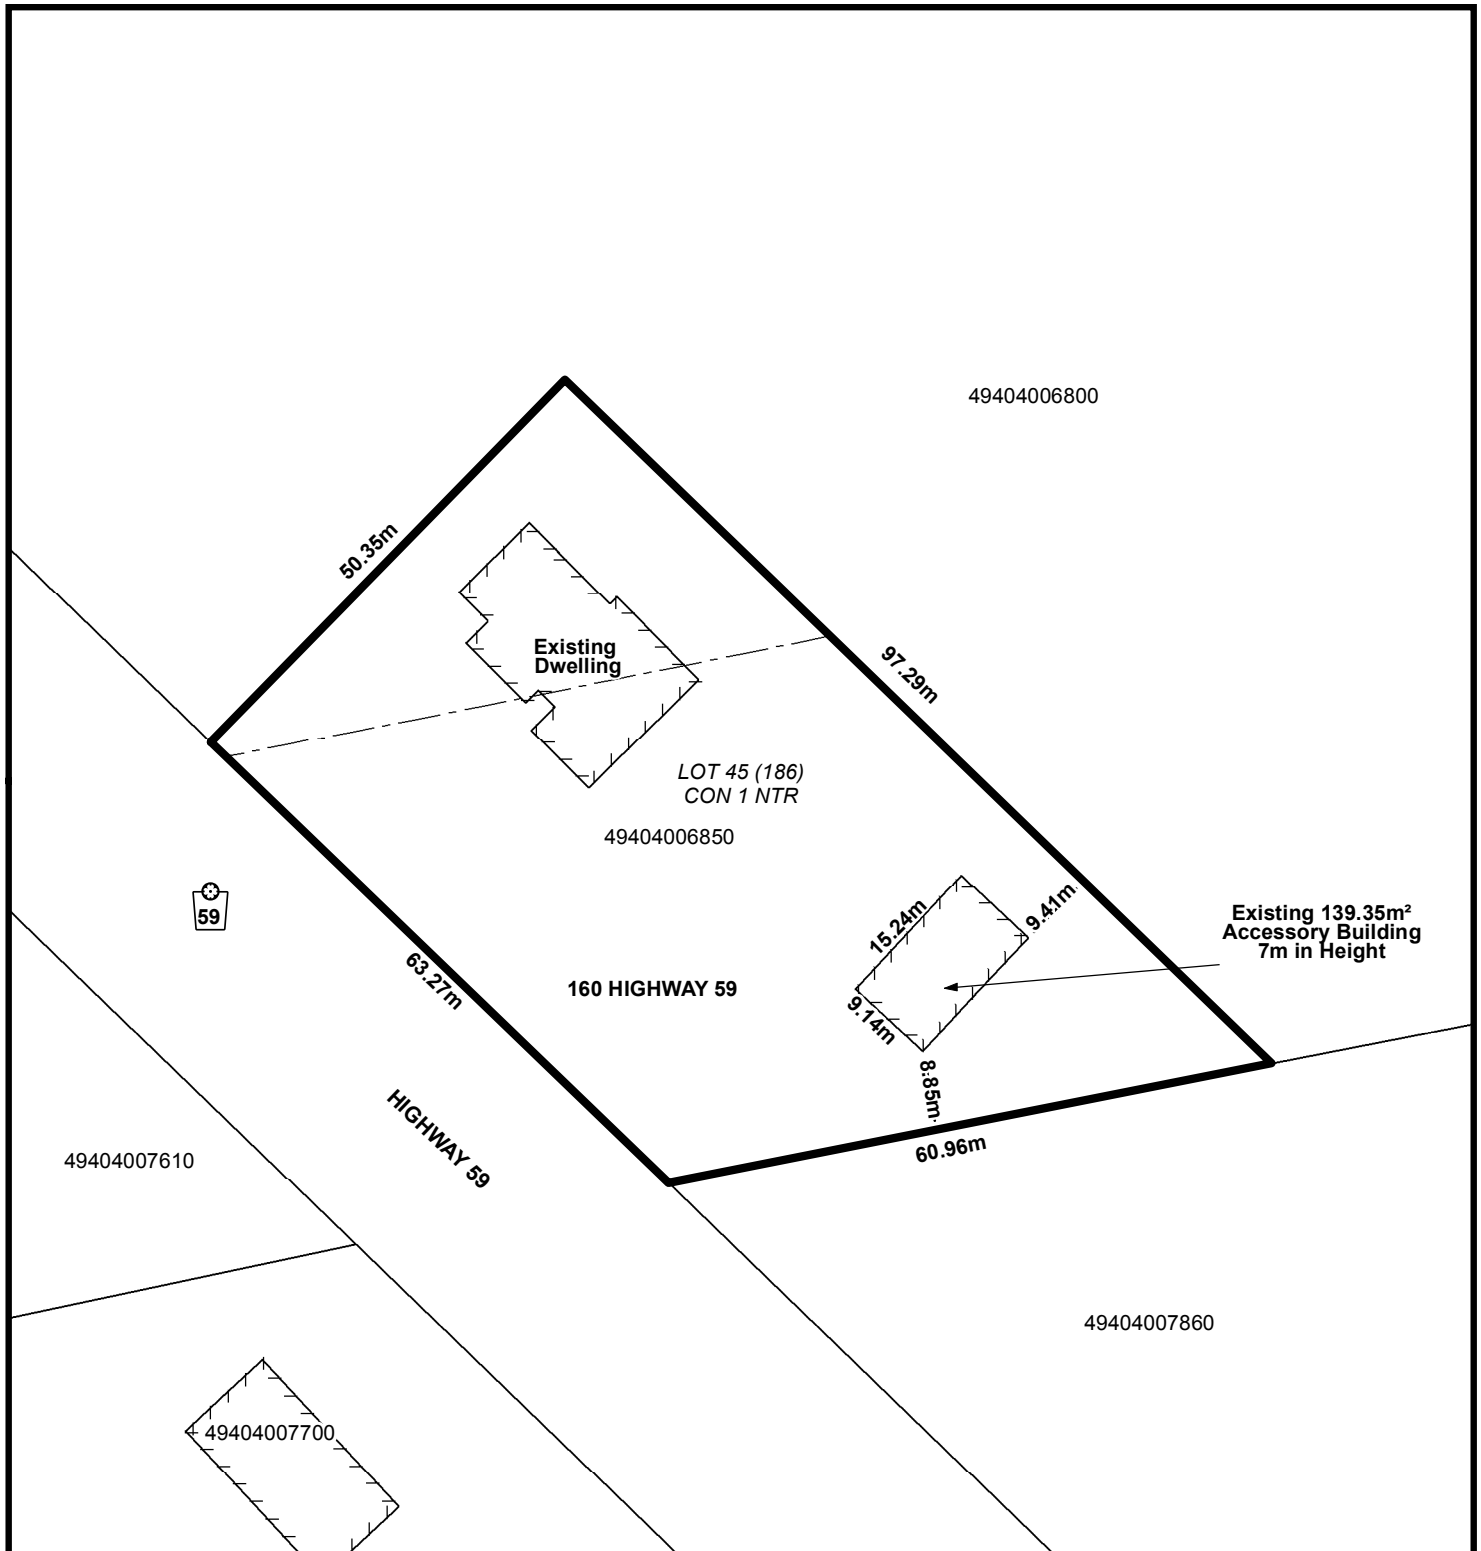 49404006800
50.35m
Existing
Dwelling
97.29m
LOT 45 (186)
CON 1 NTR
49404006850
59
15.24m
9.41m
Existing 139.35m²
Accessory Building
7m in Height
63.27m
160 HIGHWAY 59
9.14m
8.85m
HIGHWAY 59
60.96m
49404007610
49404007860
49404007700